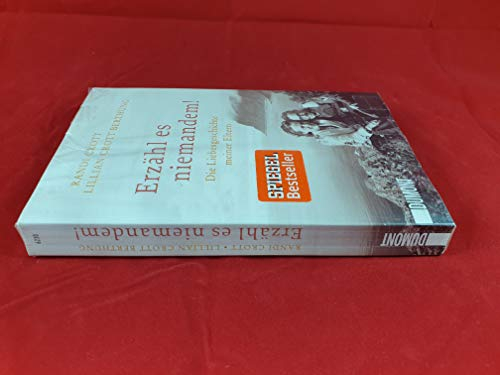 RANDI CROTT
LILLIAN CROTT BERTHUNG
Erzähl es
niemandem!
Die Liebesgeschichte
meiner Eltern
SPIEGEL
Bestseller
DUMONT
RANDI CROTT • LILLIAN CROTT BERTHUNG
Erzähl es niemandem!
DUMONT